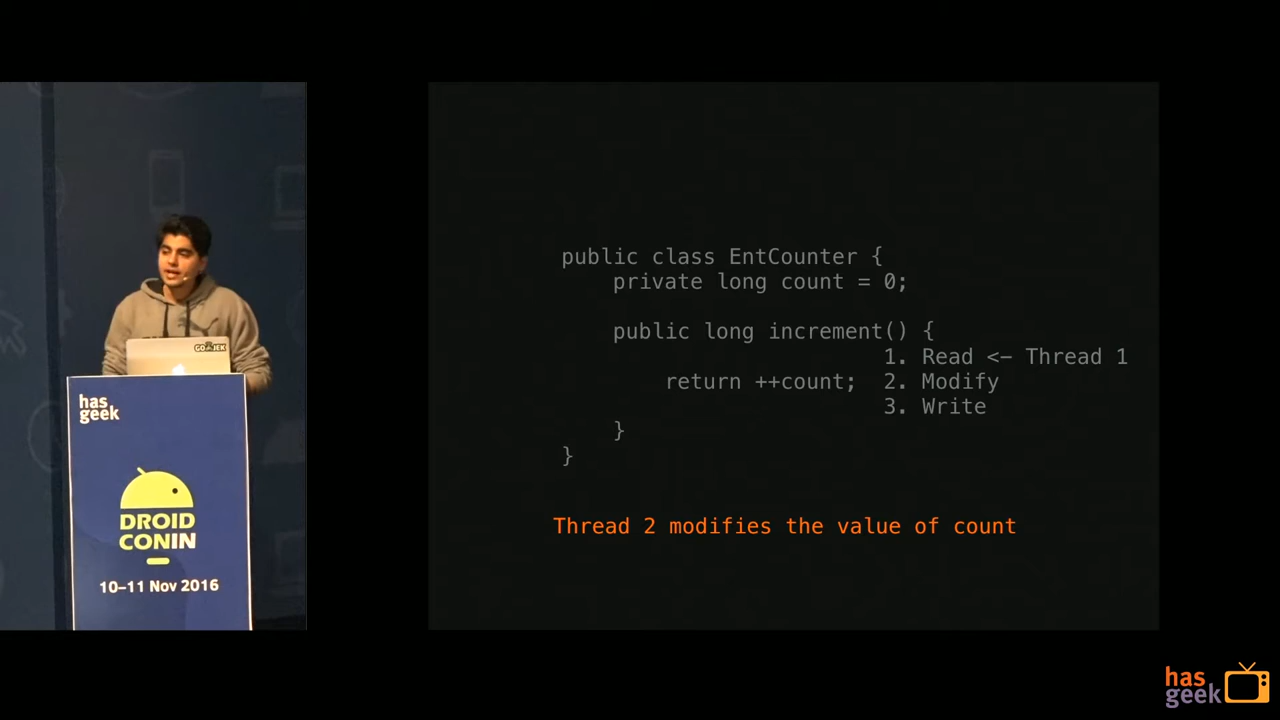 GOJEK
has
geek
DROID
CONIN
10–11 Nov 2016
public class EntCounter {
private long count = 0;
public long increment() {
1. Read <- Thread 1
return ++count; 2. Modify
3. Write
}
}
Thread 2 modifies the value of count
has
geek